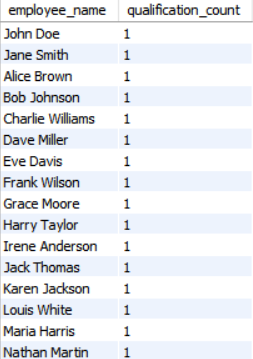 employee_name qualification_count
John Doe 1
Jane Smith 1
Alice Brown 1
Bob Johnson 1
Charlie Williams 1
Dave Miller 1
Eve Davis 1
Frank Wilson 1
Grace Moore 1
Harry Taylor 1
Irene Anderson 1
Jack Thomas 1
Karen Jackson 1
Louis White 1
Maria Harris 1
Nathan Martin 1